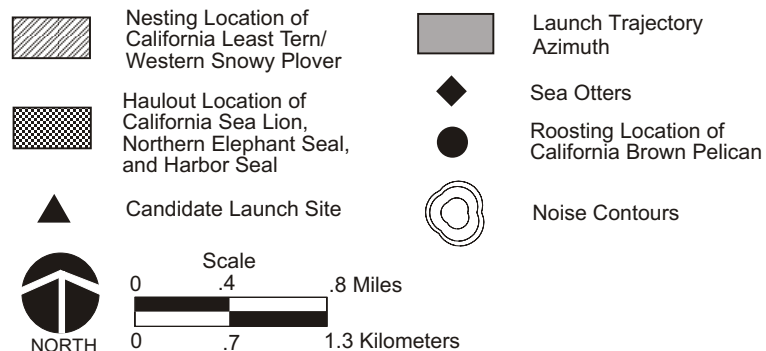 Nesting Location of
California Least Tern/
Western Snowy Plover
Haulout Location of
California Sea Lion,
Northern Elephant Seal,
and Harbor Seal
Candidate Launch Site
Launch Trajectory
Azimuth
Sea Otters
Roosting Location of
California Brown Pelican
Noise Contours
NORTH
Scale
0 .4 .8 Miles
0 .7 1.3 Kilometers